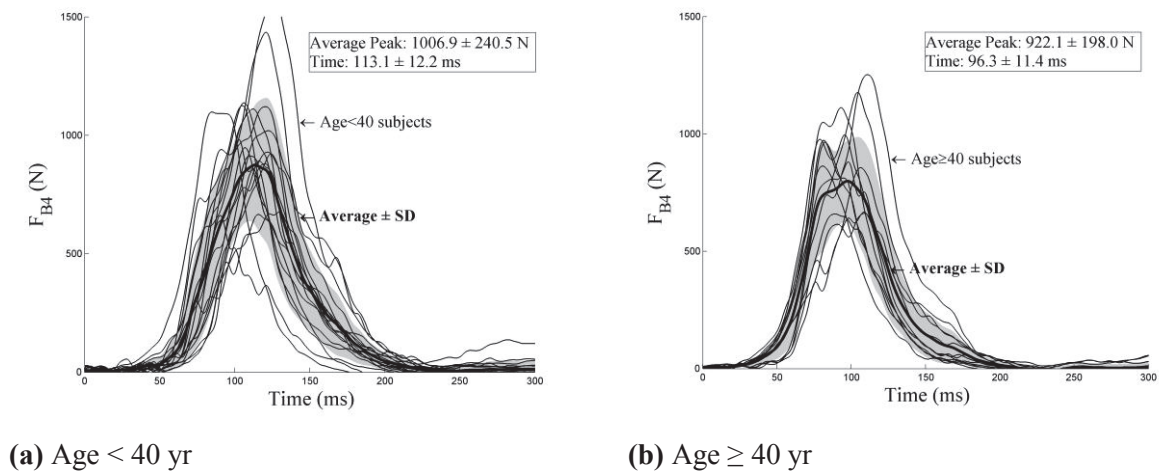 1500
1000
500
0
F_B4 (N)
Average Peak: 1006.9 ± 240.5 N
Time: 113.1 ± 12.2 ms
← Age<40 subjects
← Average ± SD
0 50 100 150 200 250 300
Time (ms)
(a) Age < 40 yr
1500
1000
500
0
F_B4 (N)
Average Peak: 922.1 ± 198.0 N
Time: 96.3 ± 11.4 ms
← Age≥40 subjects
← Average ± SD
0 50 100 150 200 250 300
Time (ms)
(b) Age ≥ 40 yr